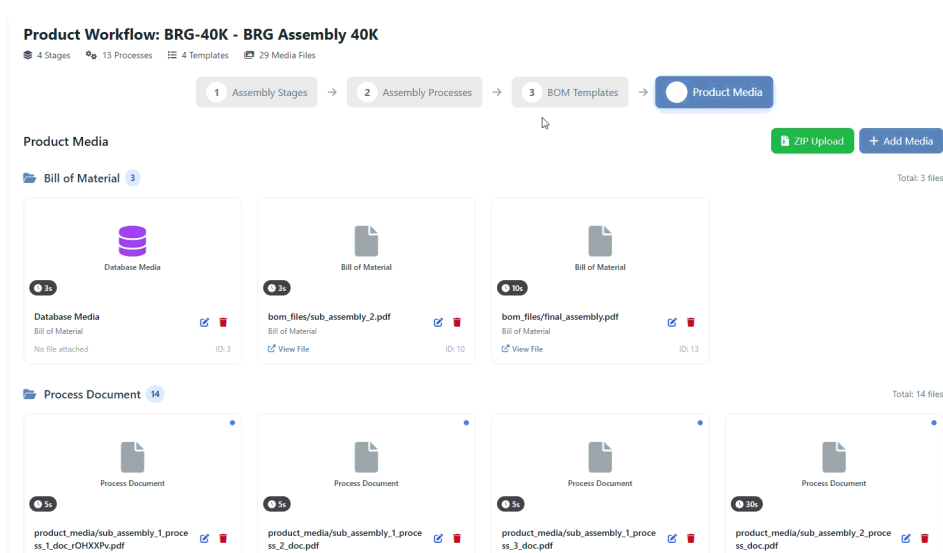 Product Workflow: BRG-40K - BRG Assembly 40K
4 Stages 13 Processes 4 Templates 29 Media Files
1 Assembly Stages → 2 Assembly Processes → 3 BOM Templates → Product Media
Product Media ZIP Upload + Add Media
Bill of Material 3 Total: 3 files
Database Media Bill of Material Bill of Material
3s 3s 10s
Database Media bom_files/sub_assembly_2.pdf bom_files/final_assembly.pdf
Bill of Material Bill of Material Bill of Material
No file attached ID: 3 View File ID: 10 View File ID: 13
Process Document 14 Total: 14 files
Process Document Process Document Process Document Process Document
5s 5s 5s 30s
product_media/sub_assembly_1_proce product_media/sub_assembly_1_proce product_media/sub_assembly_1_proce product_media/sub_assembly_2_proce
ss_1_doc_rOHXXPv.pdf ss_2_doc.pdf ss_3_doc.pdf ss_doc.pdf